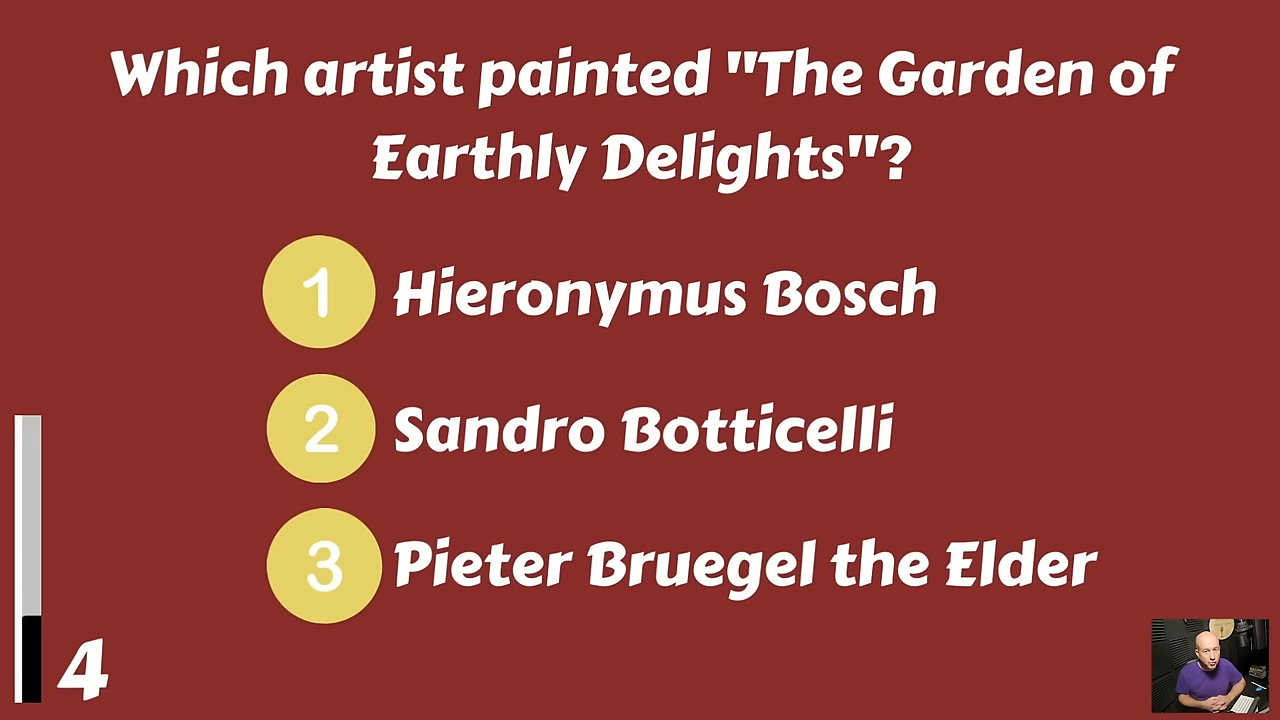 Which artist painted "The Garden of
Earthly Delights"?
1 Hieronymus Bosch
2 Sandro Botticelli
3 Pieter Bruegel the Elder
4